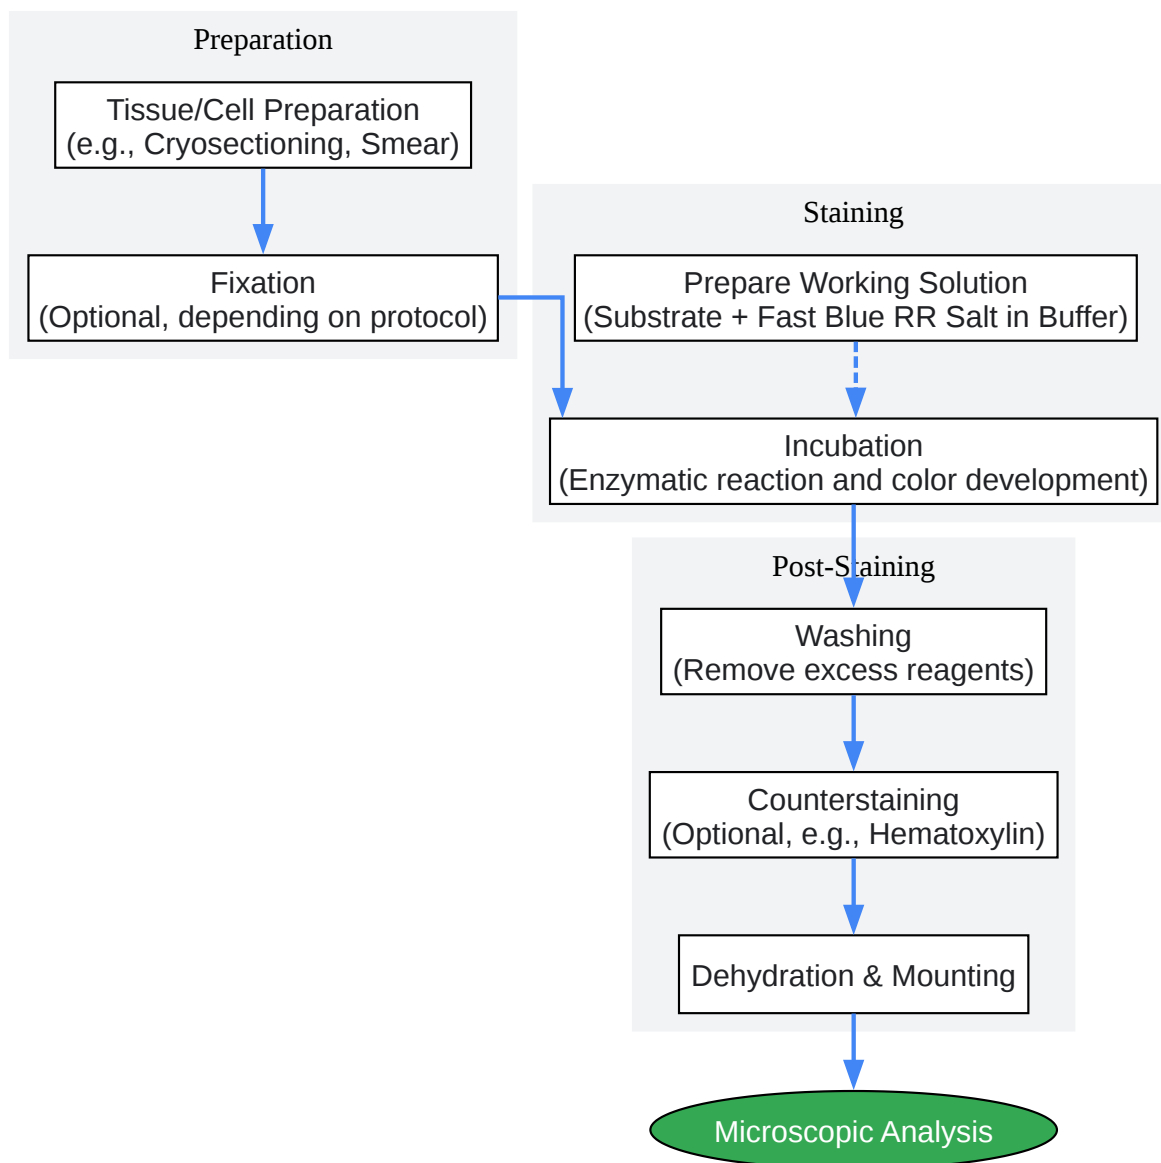 Preparation
Tissue/Cell Preparation
(e.g., Cryosectioning, Smear)
Fixation
(Optional, depending on protocol)
Staining
Prepare Working Solution
(Substrate + Fast Blue RR Salt in Buffer)
Incubation
(Enzymatic reaction and color development)
Post-Staining
Washing
(Remove excess reagents)
Counterstaining
(Optional, e.g., Hematoxylin)
Dehydration & Mounting
Microscopic Analysis